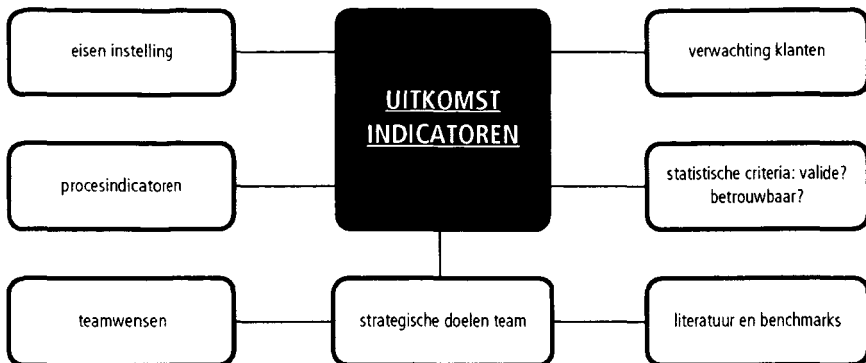 eisen instelling
UITKOMST
INDICATOREN
verwachting klanten
procesindicatoren
statistische criteria: valide?
betrouwbaar?
teamwensen
strategische doelen team
literatuur en benchmarks